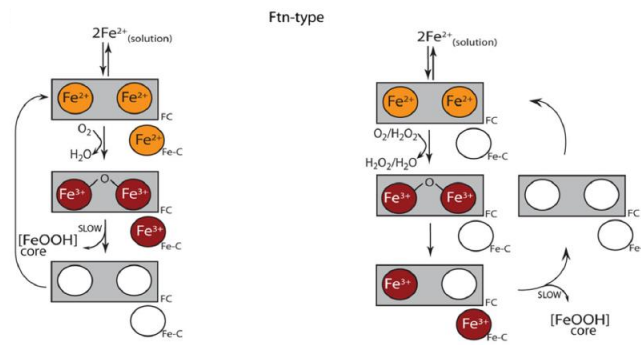 Ftn-type
2Fe²⁺(solution)
Fe²⁺ Fe²⁺
FC
O₂
H₂O
Fe²⁺
Fe-C
O
Fe³⁺ Fe³⁺
FC
SLOW
Fe³⁺
Fe-C
[FeOOH]
core
FC
Fe-C
2Fe²⁺(solution)
Fe²⁺ Fe²⁺
FC
O₂/H₂O₂
H₂O₂/H₂O
Fe-C
O
Fe³⁺ Fe³⁺
FC
Fe-C
Fe³⁺
FC
Fe³⁺
Fe-C
SLOW
[FeOOH]
core
FC
Fe-